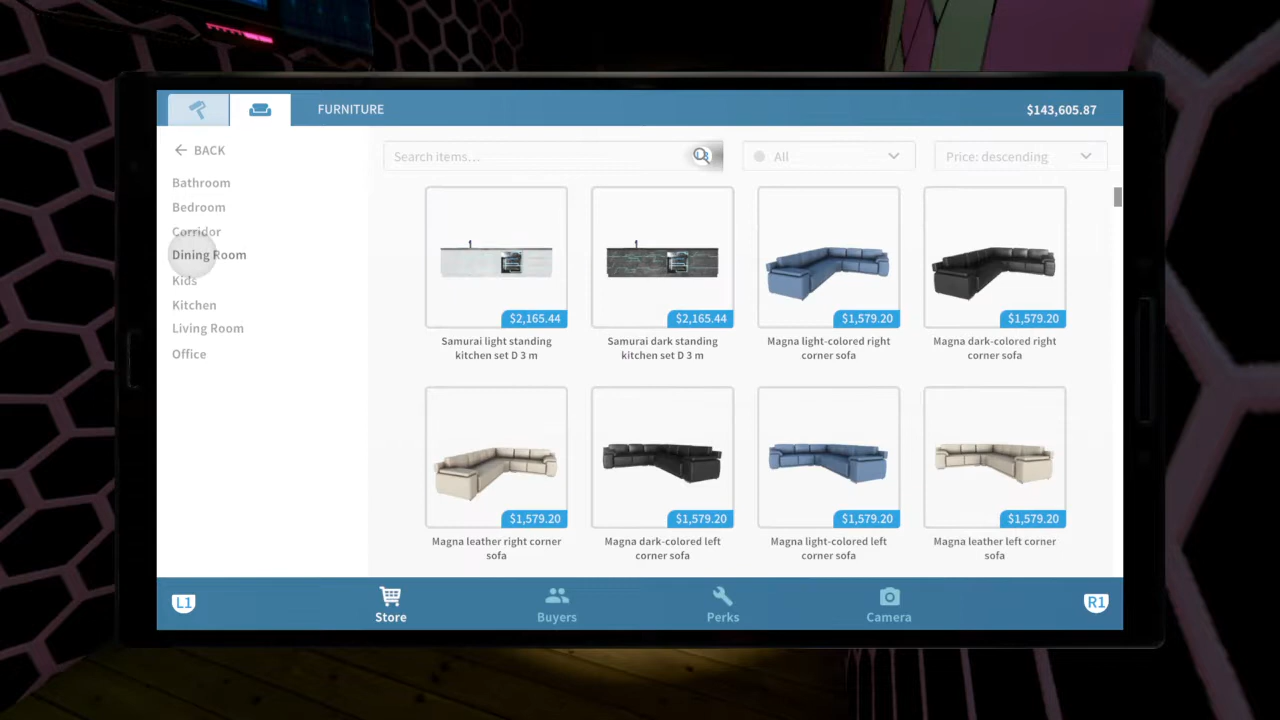 FURNITURE
$143,605.87
BACK
Search items...
All
Price: descending
Bathroom
Bedroom
Corridor
Dining Room
Kids
Kitchen
Living Room
Office
$2,165.44
$2,165.44
$1,579.20
$1,579.20
Samurai light standing
kitchen set D 3 m
Samurai dark standing
kitchen set D 3 m
Magna light-colored right
corner sofa
Magna dark-colored right
corner sofa
$1,579.20
$1,579.20
$1,579.20
$1,579.20
Magna leather right corner
sofa
Magna dark-colored left
corner sofa
Magna light-colored left
corner sofa
Magna leather left corner
sofa
L1
Store
Buyers
Perks
Camera
R1